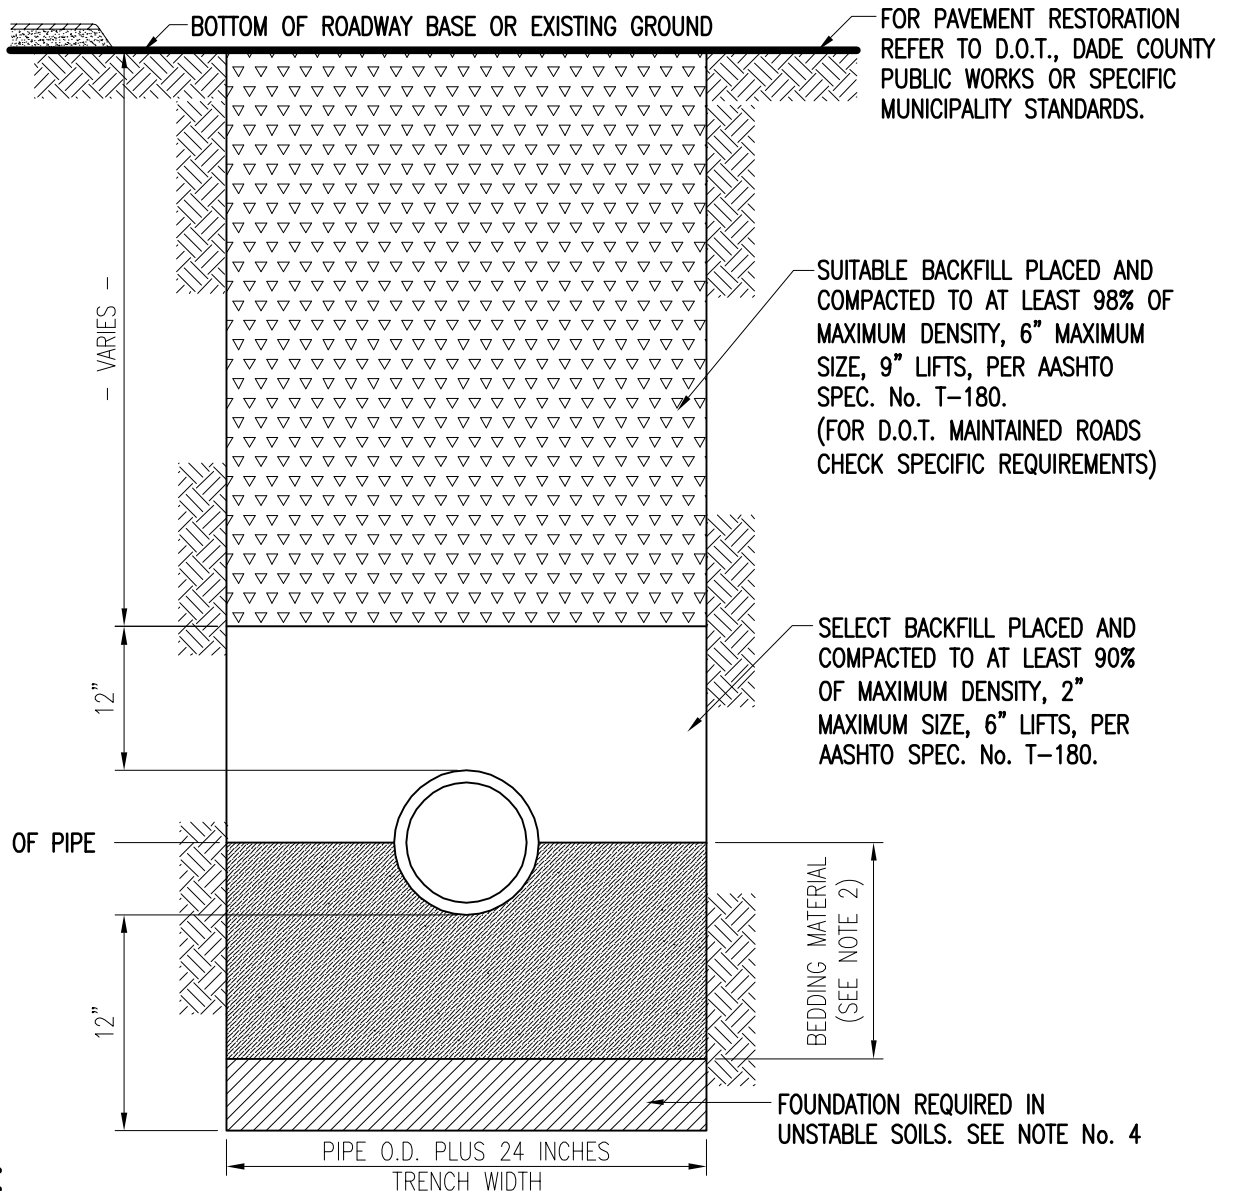 BOTTOM OF ROADWAY BASE OR EXISTING GROUND
FOR PAVEMENT RESTORATION
REFER TO D.O.T., DADE COUNTY
PUBLIC WORKS OR SPECIFIC
MUNICIPALITY STANDARDS.
- VARIES -
SUITABLE BACKFILL PLACED AND
COMPACTED TO AT LEAST 98% OF
MAXIMUM DENSITY, 6" MAXIMUM
SIZE, 9" LIFTS, PER AASHTO
SPEC. No. T-180.
(FOR D.O.T. MAINTAINED ROADS
CHECK SPECIFIC REQUIREMENTS)
12"
SELECT BACKFILL PLACED AND
COMPACTED TO AT LEAST 90%
OF MAXIMUM DENSITY, 2"
MAXIMUM SIZE, 6" LIFTS, PER
AASHTO SPEC. No. T-180.
OF PIPE
BEDDING MATERIAL
(SEE NOTE 2)
12"
FOUNDATION REQUIRED IN
UNSTABLE SOILS. SEE NOTE No. 4
PIPE O.D. PLUS 24 INCHES
TRENCH WIDTH